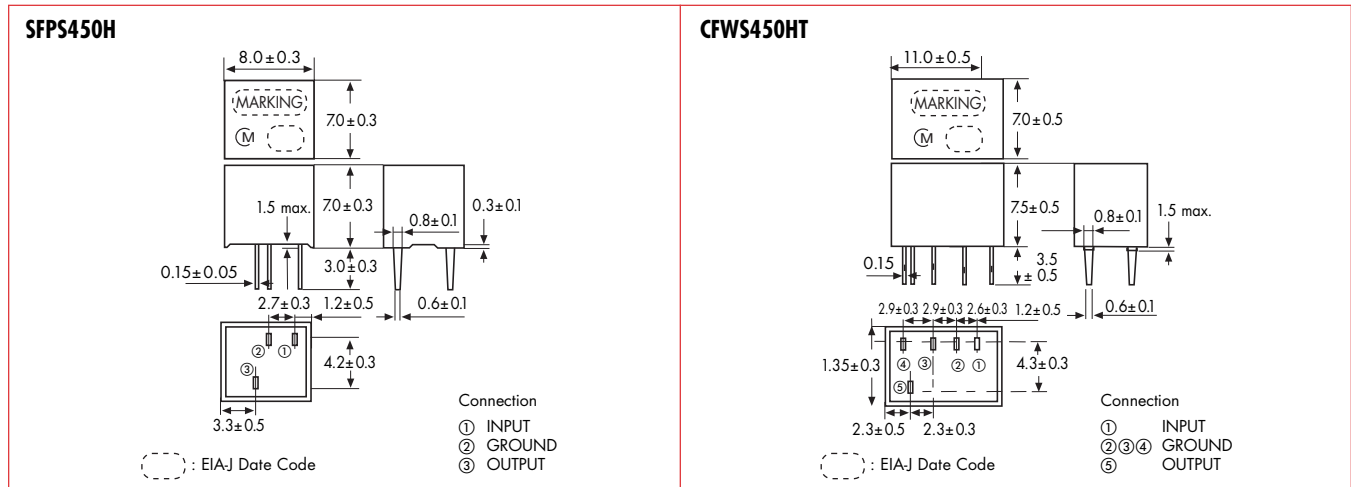 SFPS450H
8.0±0.3
MARKING
M
7.0±0.3
1.5 max.
7.0±0.3
0.8±0.1
0.3±0.1
0.15±0.05
3.0±0.3
2.7±0.3
1.2±0.5
0.6±0.1
② ①
③
4.2±0.3
3.3±0.5
Connection
① INPUT
② GROUND
③ OUTPUT
: EIA-J Date Code
CFWS450HT
11.0±0.5
MARKING
M
7.0±0.5
7.5±0.5
0.8±0.1
1.5 max.
0.15
3.5
±0.5
2.9±0.3 2.9±0.3 2.6±0.3
1.2±0.5
0.6±0.1
1.35±0.3
④ ③ ② ①
⑤
4.3±0.3
2.3±0.5 2.3±0.3
Connection
① INPUT
②③④ GROUND
⑤ OUTPUT
: EIA-J Date Code